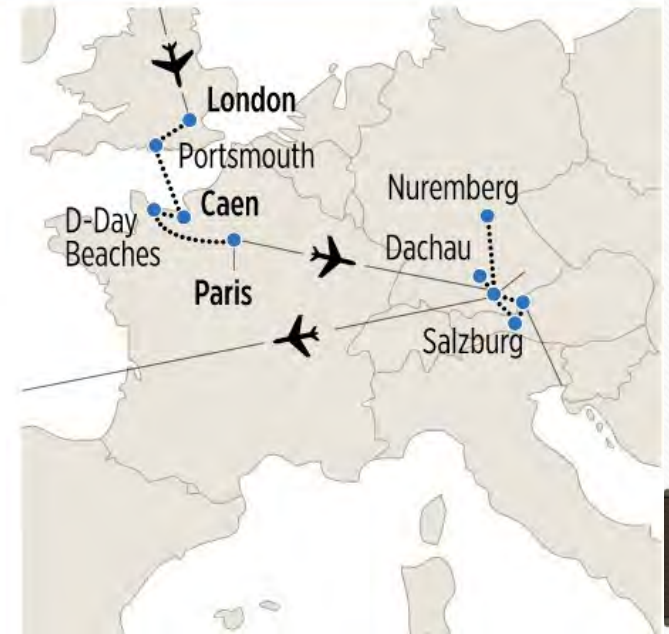 London
Portsmouth
Caen
D-Day
Beaches
Paris
Nuremberg
Dachau
Salzburg